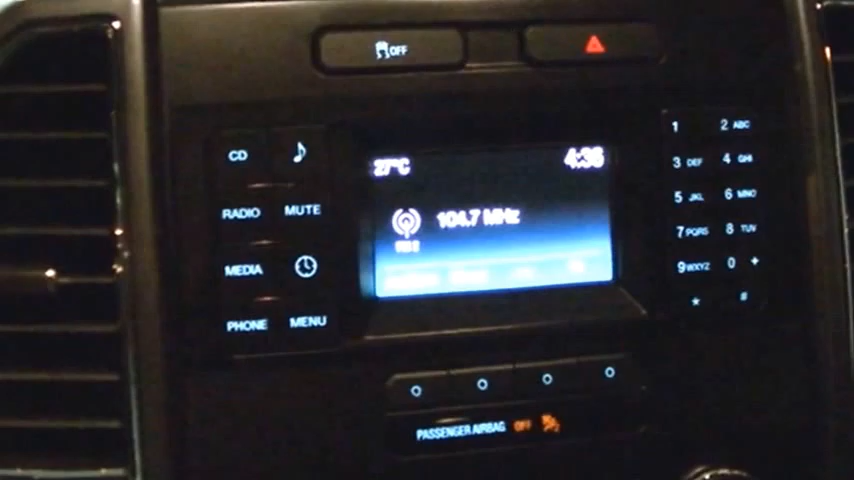 OFF
CD
RADIO MUTE
MEDIA
PHONE MENU
27°C 4:36
104.7 MHz
1 2 ABC
3 DEF 4 GHI
5 JKL 6 MNO
7 PQRS 8 TUV
9 WXYZ 0 +
* #
PASSENGER AIRBAG OFF